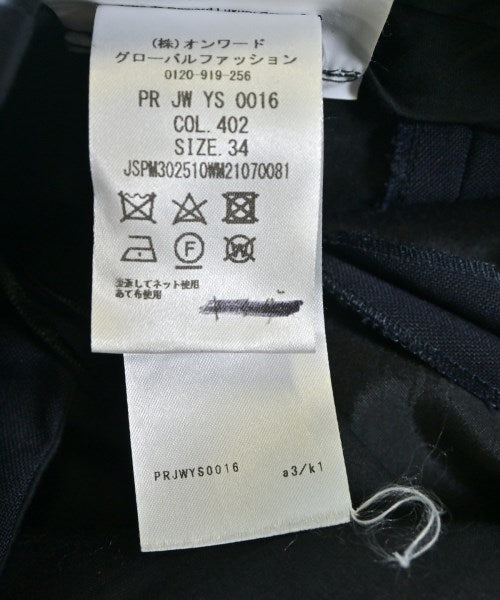 (株)オンワード
グローバルファッション
0120-919-256
PR JW YS 0016
COL. 402
SIZE. 34
JSPM302510WM21070081
F
W
してネット使用
あて布使用
PRJWYS0016 a3/k1